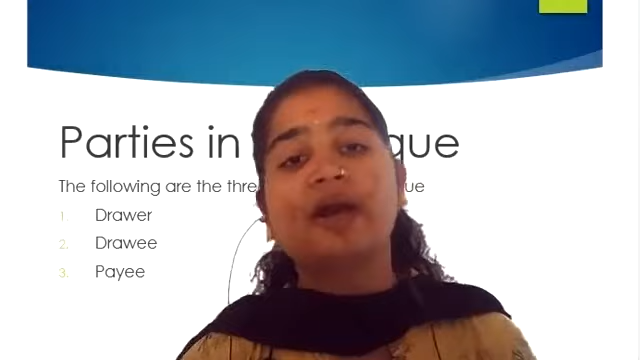 Parties in que
The following are the thre ue
1. Drawer
2. Drawee
3. Payee